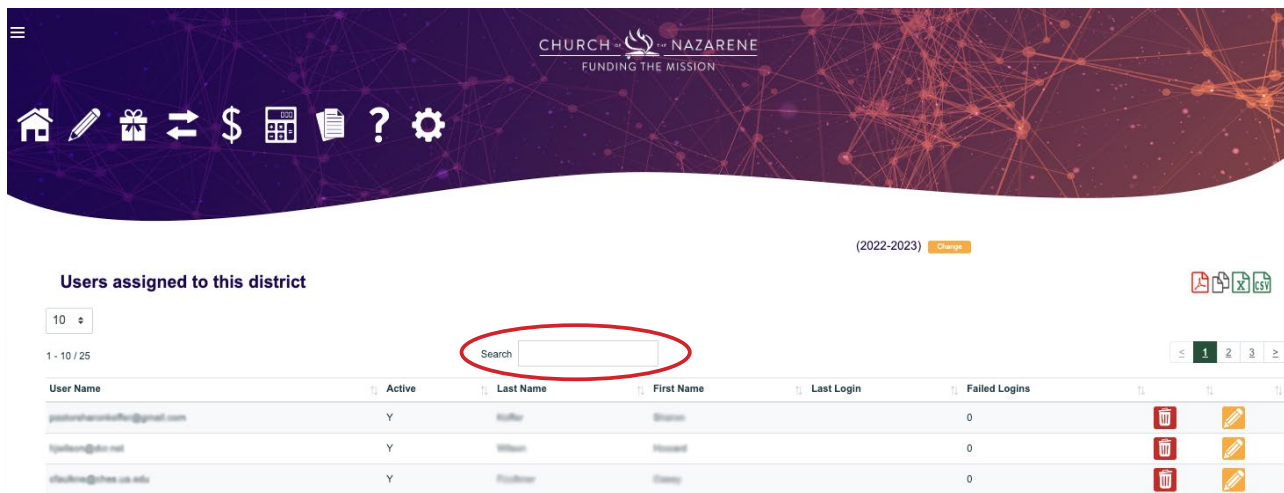 CHURCH OF THE NAZARENE
FUNDING THE MISSION
(2022-2023) Change
Users assigned to this district
CSV
10
1 - 10 / 25
Search
≤ 1 2 3 ≥
User Name Active Last Name First Name Last Login Failed Logins
Y 0
Y 0
Y 0